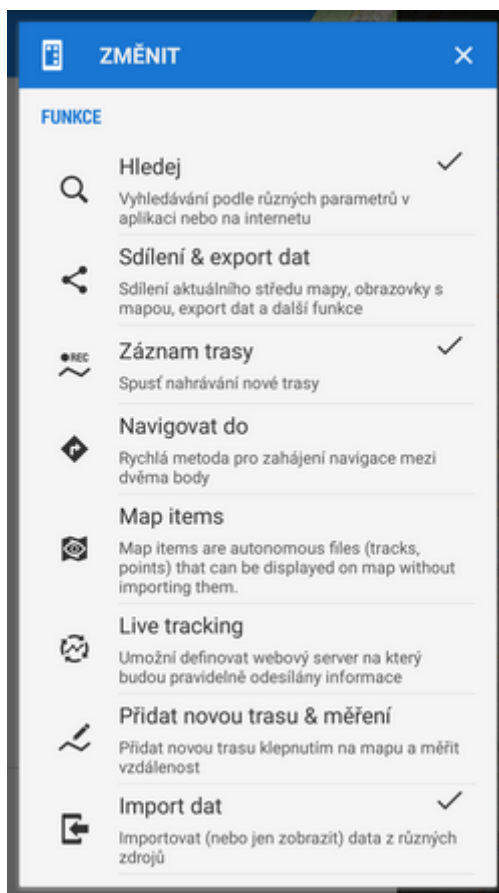 ZMĚNIT
FUNKCE
Hledej
Vyhledávání podle různých parametrů v
aplikaci nebo na internetu
Sdílení & export dat
Sdílení aktuálního středu mapy, obrazovky s
mapou, export dat a další funkce
REC
Záznam trasy
Spusť nahrávání nové trasy
Navigovat do
Rychlá metoda pro zahájení navigace mezi
dvěma body
Map items
Map items are autonomous files (tracks,
points) that can be displayed on map without
importing them.
Live tracking
Umožní definovat webový server na který
budou pravidelně odesílány informace
Přidat novou trasu & měření
Přidat novou trasu klepnutím na mapu a měřit
vzdálenost
Import dat
Importovat (nebo jen zobrazit) data z různých
zdrojů